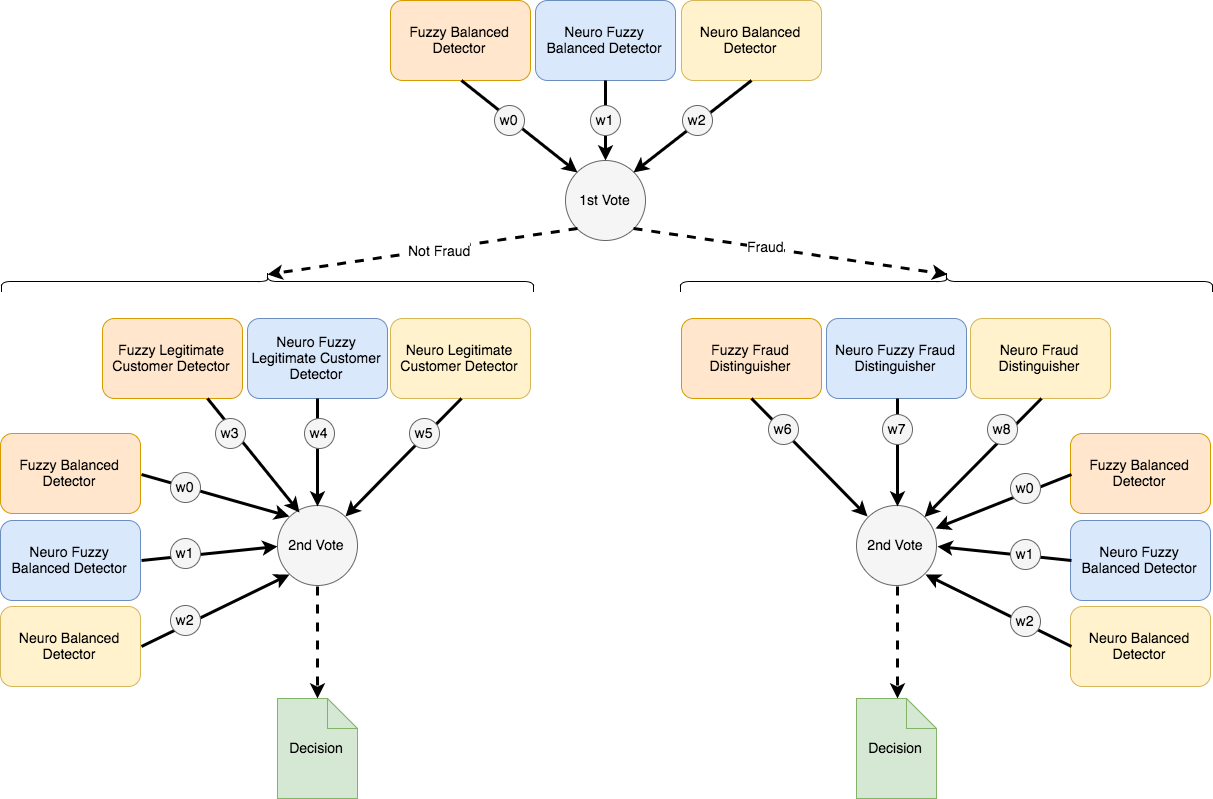 Fuzzy Balanced
Detector
Neuro Fuzzy
Balanced Detector
Neuro Balanced
Detector
w0
w1
w2
1st Vote
Not Fraud
Fraud
Fuzzy Legitimate
Customer Detector
Neuro Fuzzy
Legitimate Customer
Detector
Neuro Legitimate
Customer Detector
w3
w4
w5
Fuzzy Balanced
Detector
w0
Neuro Fuzzy
Balanced Detector
w1
Neuro Balanced
Detector
w2
2nd Vote
Decision
Fuzzy Fraud
Distinguisher
Neuro Fuzzy Fraud
Distinguisher
Neuro Fraud
Distinguisher
w6
w7
w8
Fuzzy Balanced
Detector
w0
Neuro Fuzzy
Balanced Detector
w1
Neuro Balanced
Detector
w2
2nd Vote
Decision